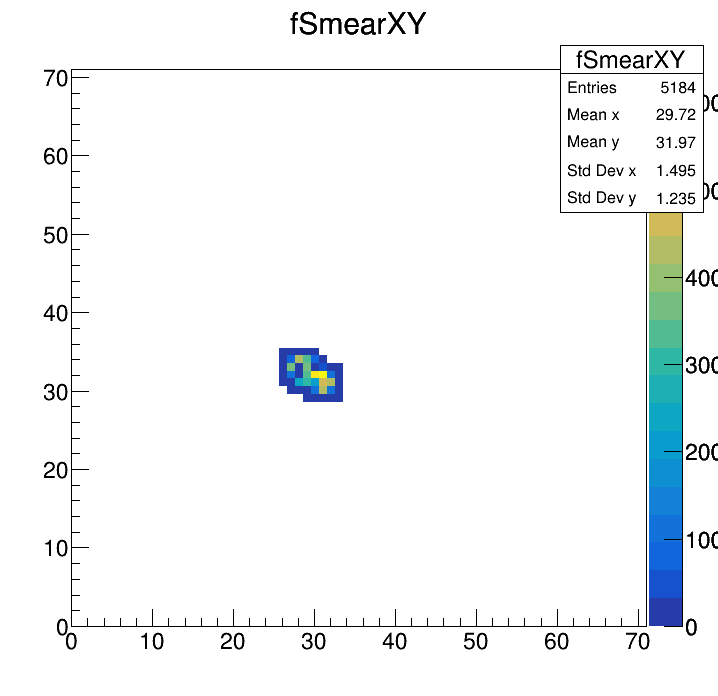 fSmearXY
fSmearXY
Entries 5184
Mean x 29.72
Mean y 31.97
Std Dev x 1.495
Std Dev y 1.235
70
60
50
40
30
20
10
0
0 10 20 30 40 50 60 70
400
300
200
100
0